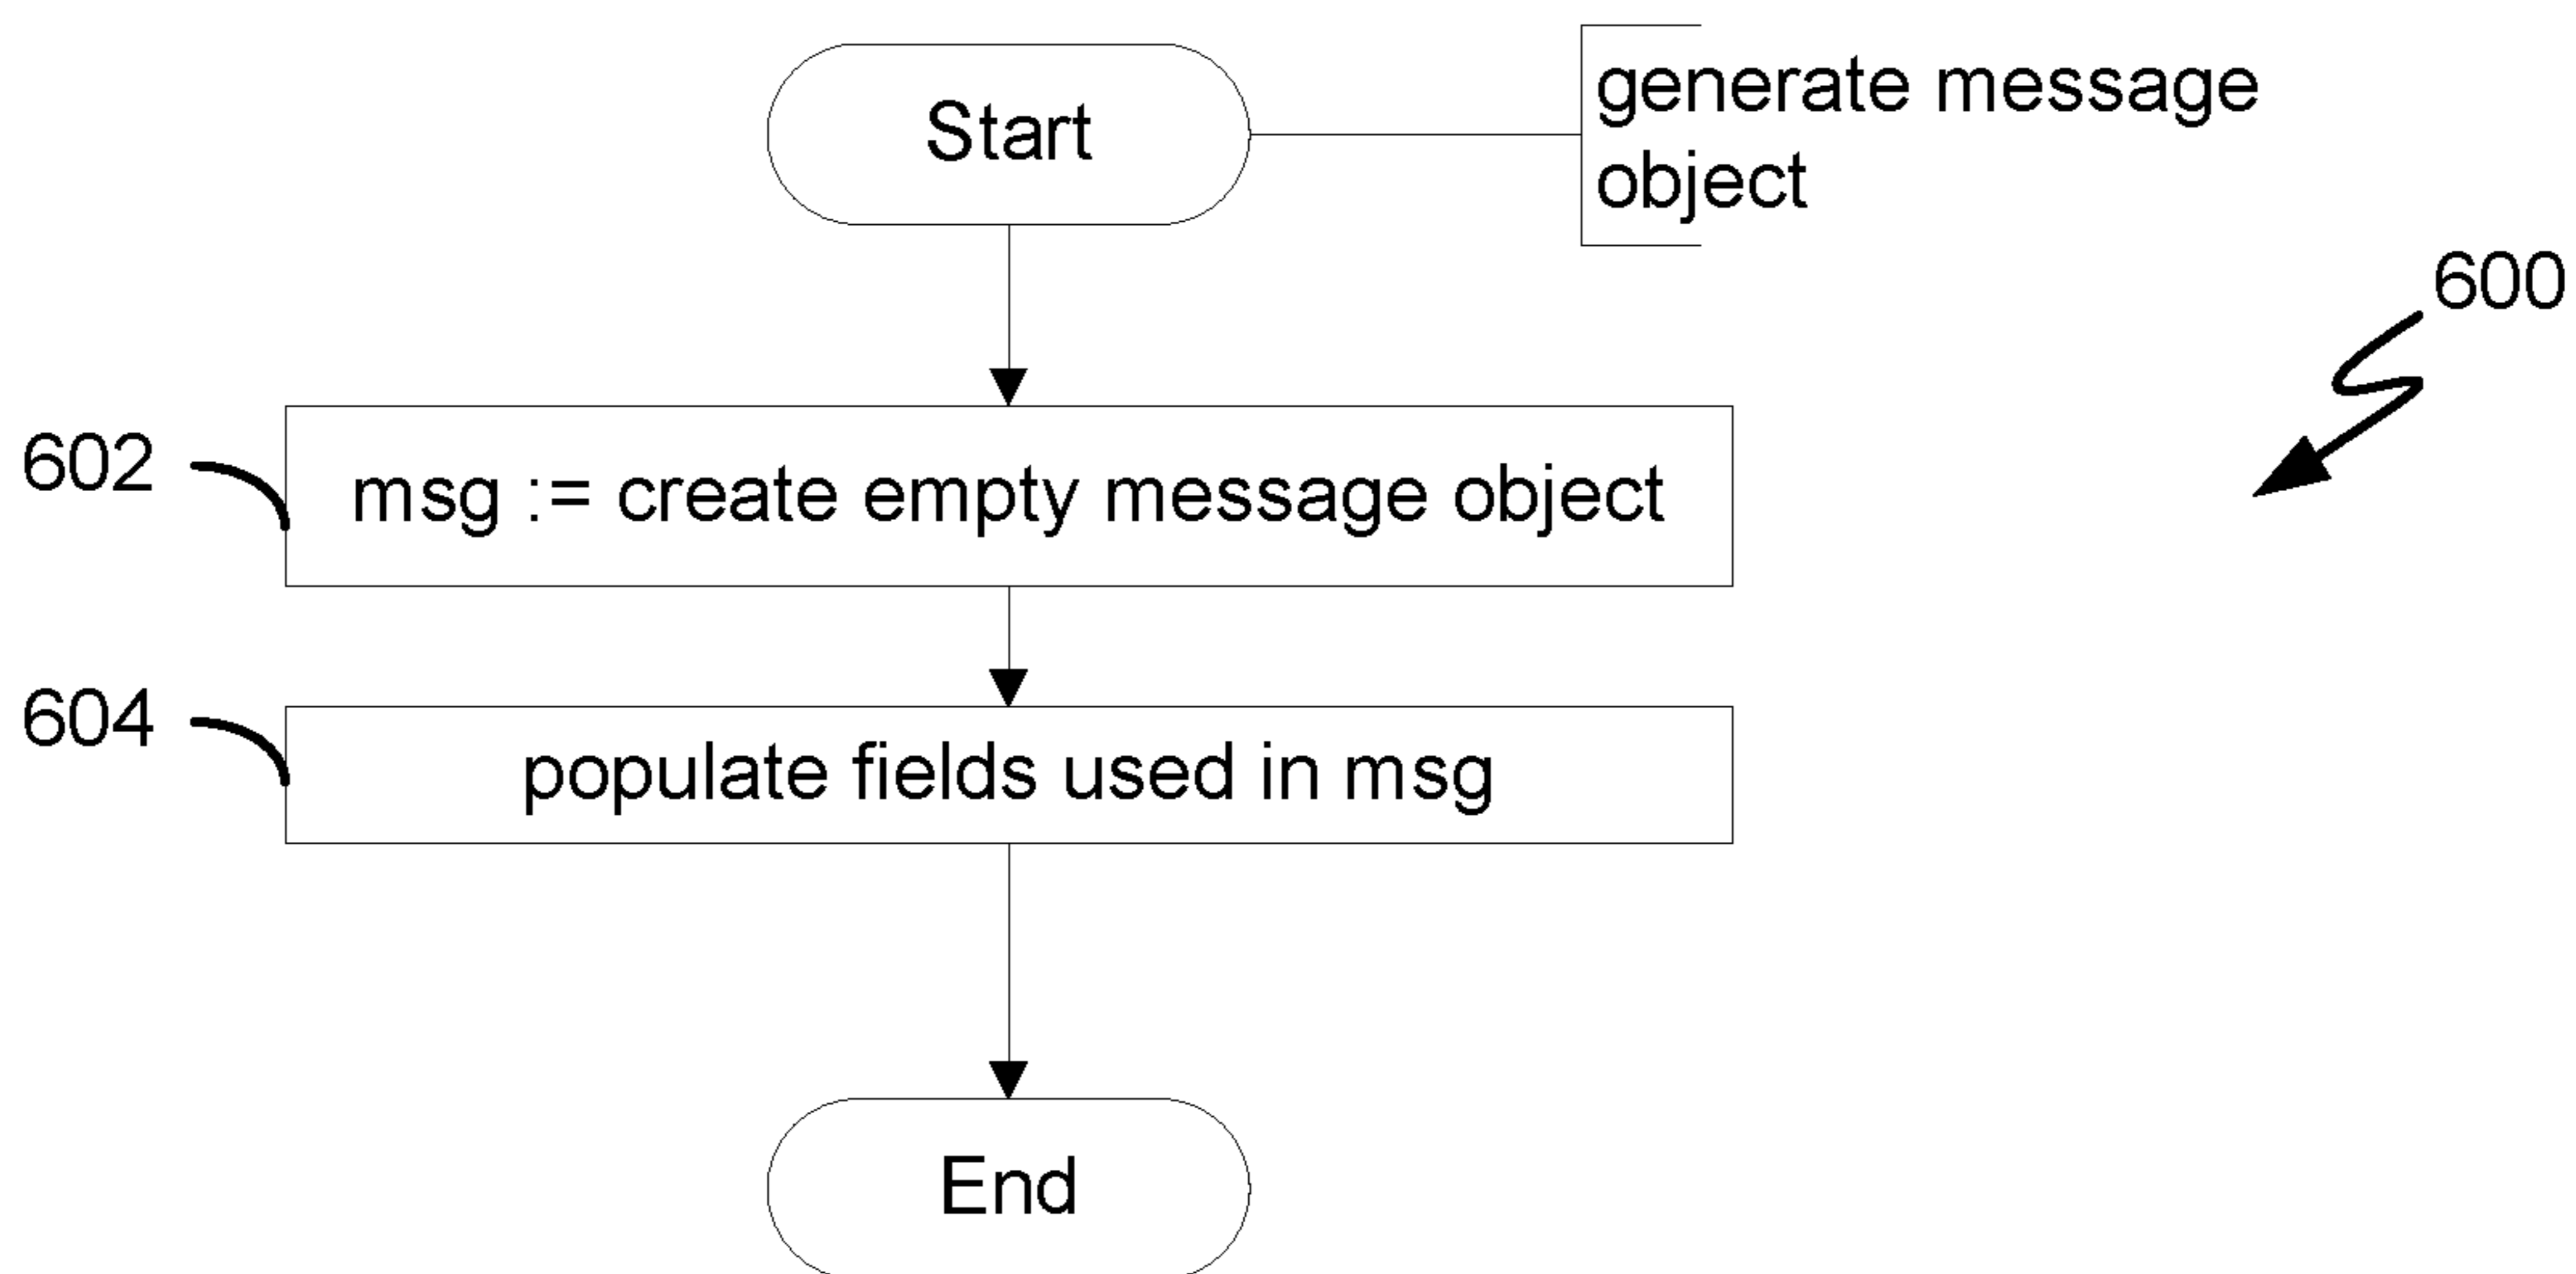 Start
generate message
object
600
602
msg := create empty message object
604
populate fields used in msg
End